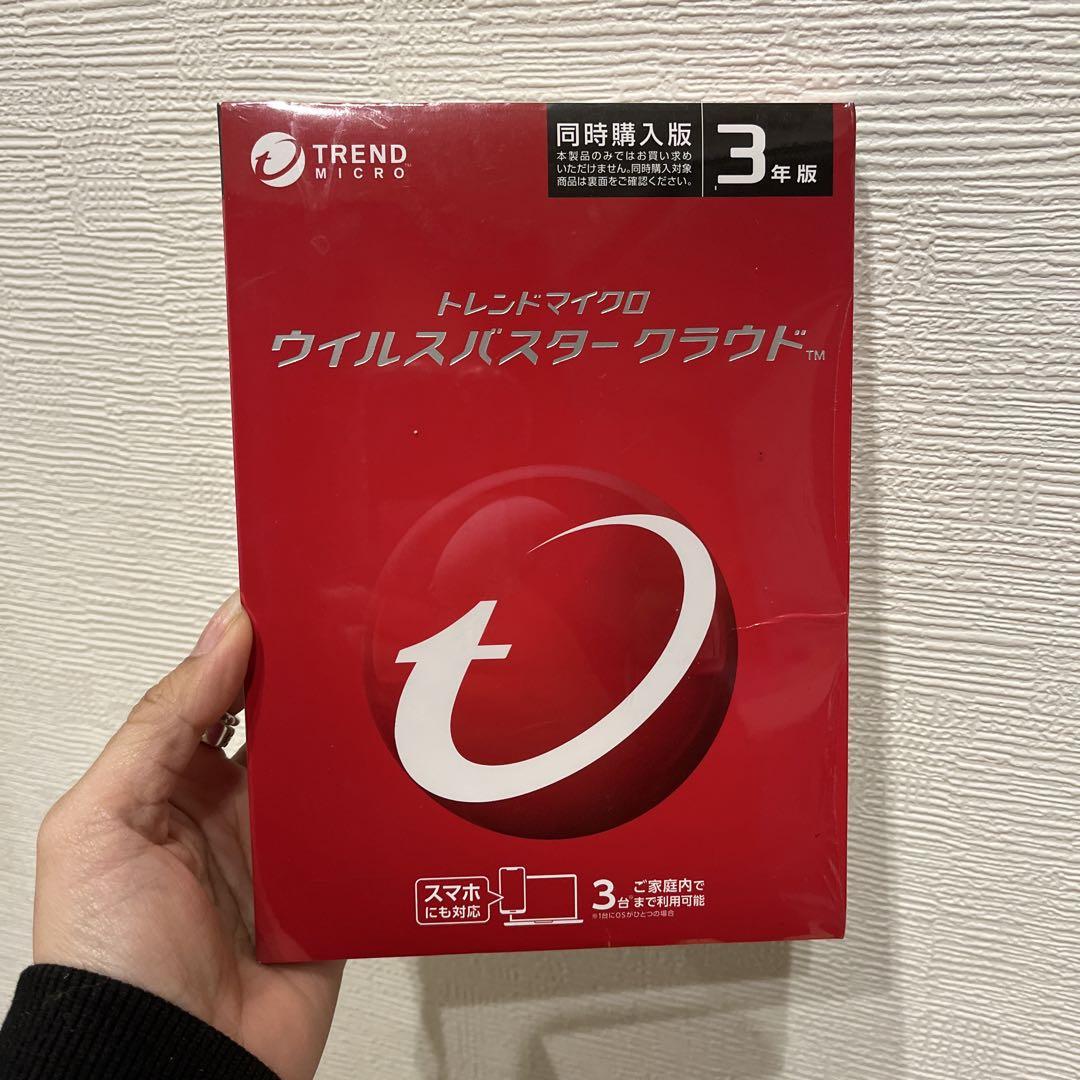 TREND
MICRO
同時購入版
本製品のみではお買い求め
いただけません。同時購入対象
商品は裏面をご確認ください。
3年版
トレンドマイクロ
ウイルスバスター クラウド™
スマホ
にも対応
3台※まで利用可能
ご家庭内で
※1台にOSがひとつの場合